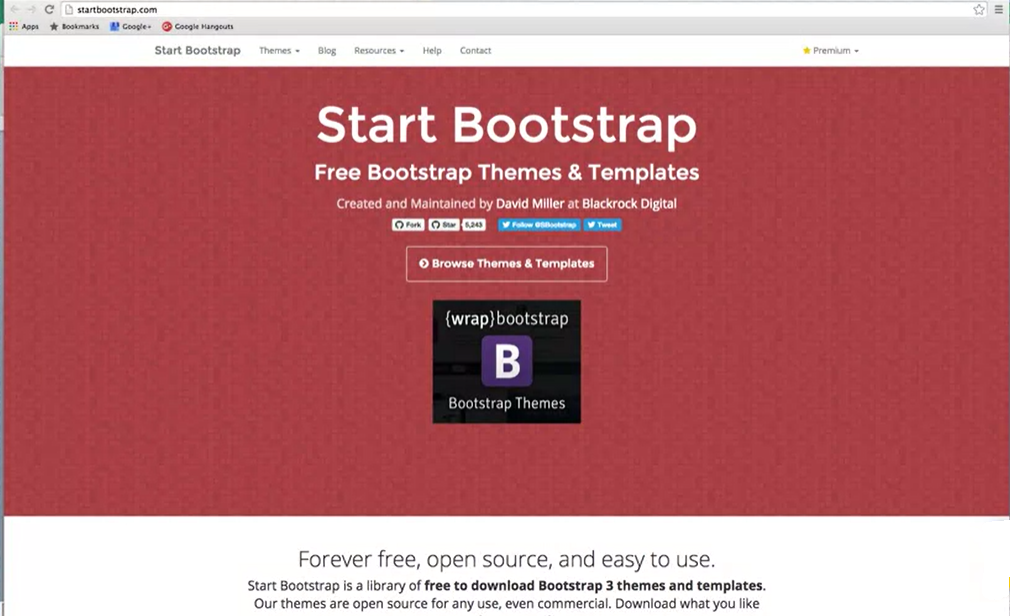 startbootstrap.com
Apps Bookmarks Google+ Google Hangouts
Start Bootstrap Themes Blog Resources Help Contact Premium
Start Bootstrap
Free Bootstrap Themes & Templates
Created and Maintained by David Miller at Blackrock Digital
Fork Star 5,243 Follow @SBootstrap Tweet
Browse Themes & Templates
{wrap}bootstrap
B
Bootstrap Themes
Forever free, open source, and easy to use.
Start Bootstrap is a library of free to download Bootstrap 3 themes and templates.
Our themes are open source for any use, even commercial. Download what you like